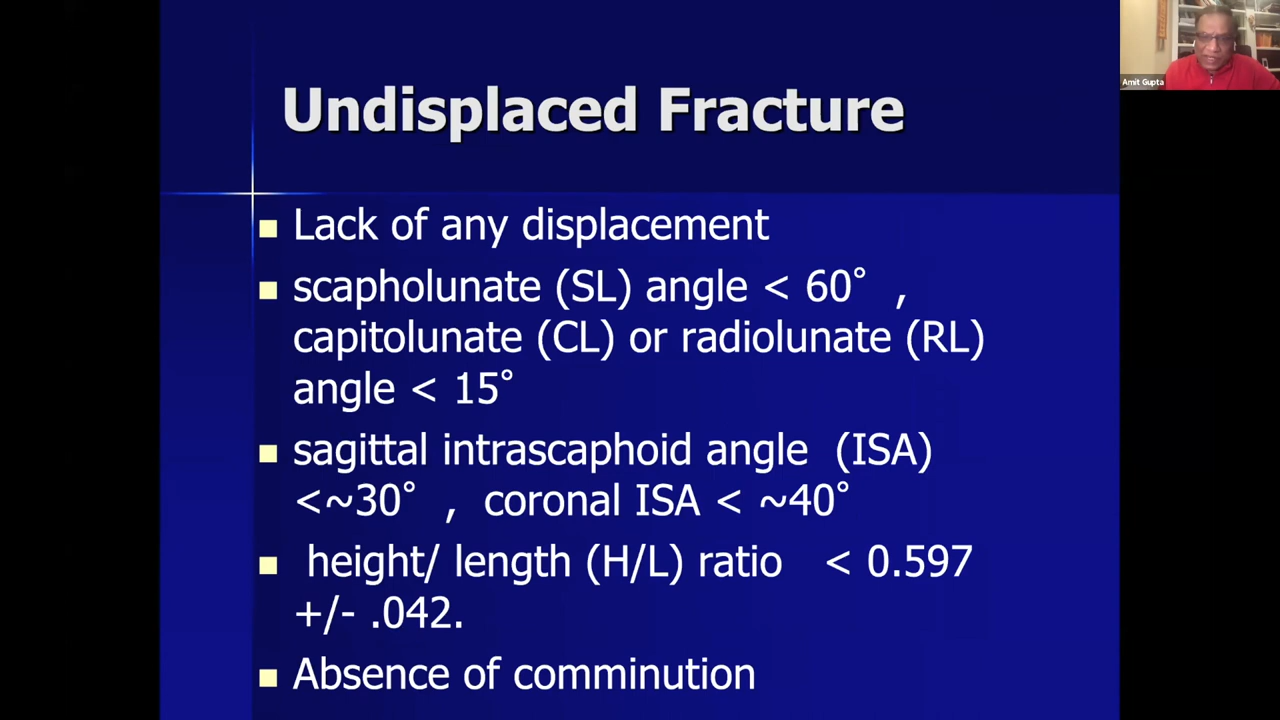 Undisplaced Fracture
Amit Gupta
Lack of any displacement
scapholunate (SL) angle < 60° ,
capitolunate (CL) or radiolunate (RL)
angle < 15°
sagittal intrascaphoid angle (ISA)
<~30° , coronal ISA < ~40°
height/ length (H/L) ratio < 0.597
+/- .042.
Absence of comminution